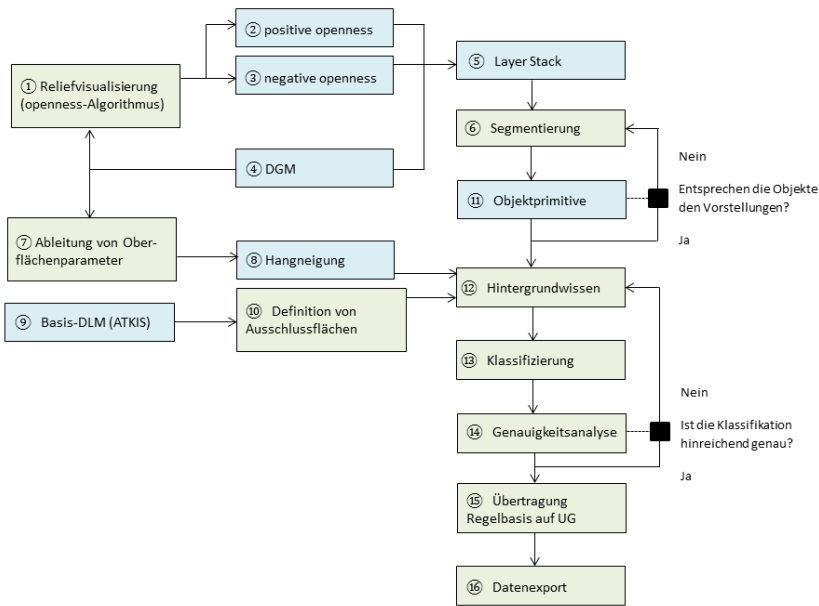 ① Reliefvisualisierung
(openness-Algorithmus)
② positive openness
③ negative openness
④ DGM
⑤ Layer Stack
⑥ Segmentierung
⑪ Objektprimitive
Nein
Entsprechen die Objekte
den Vorstellungen?
Ja
⑦ Ableitung von Ober-
flächenparameter
⑧ Hangneigung
⑨ Basis-DLM (ATKIS)
⑩ Definition von
Ausschlussflächen
⑫ Hintergrundwissen
⑬ Klassifizierung
⑭ Genauigkeitsanalyse
Nein
Ist die Klassifikation
hinreichend genau?
Ja
⑮ Übertragung
Regelbasis auf UG
⑯ Datenexport